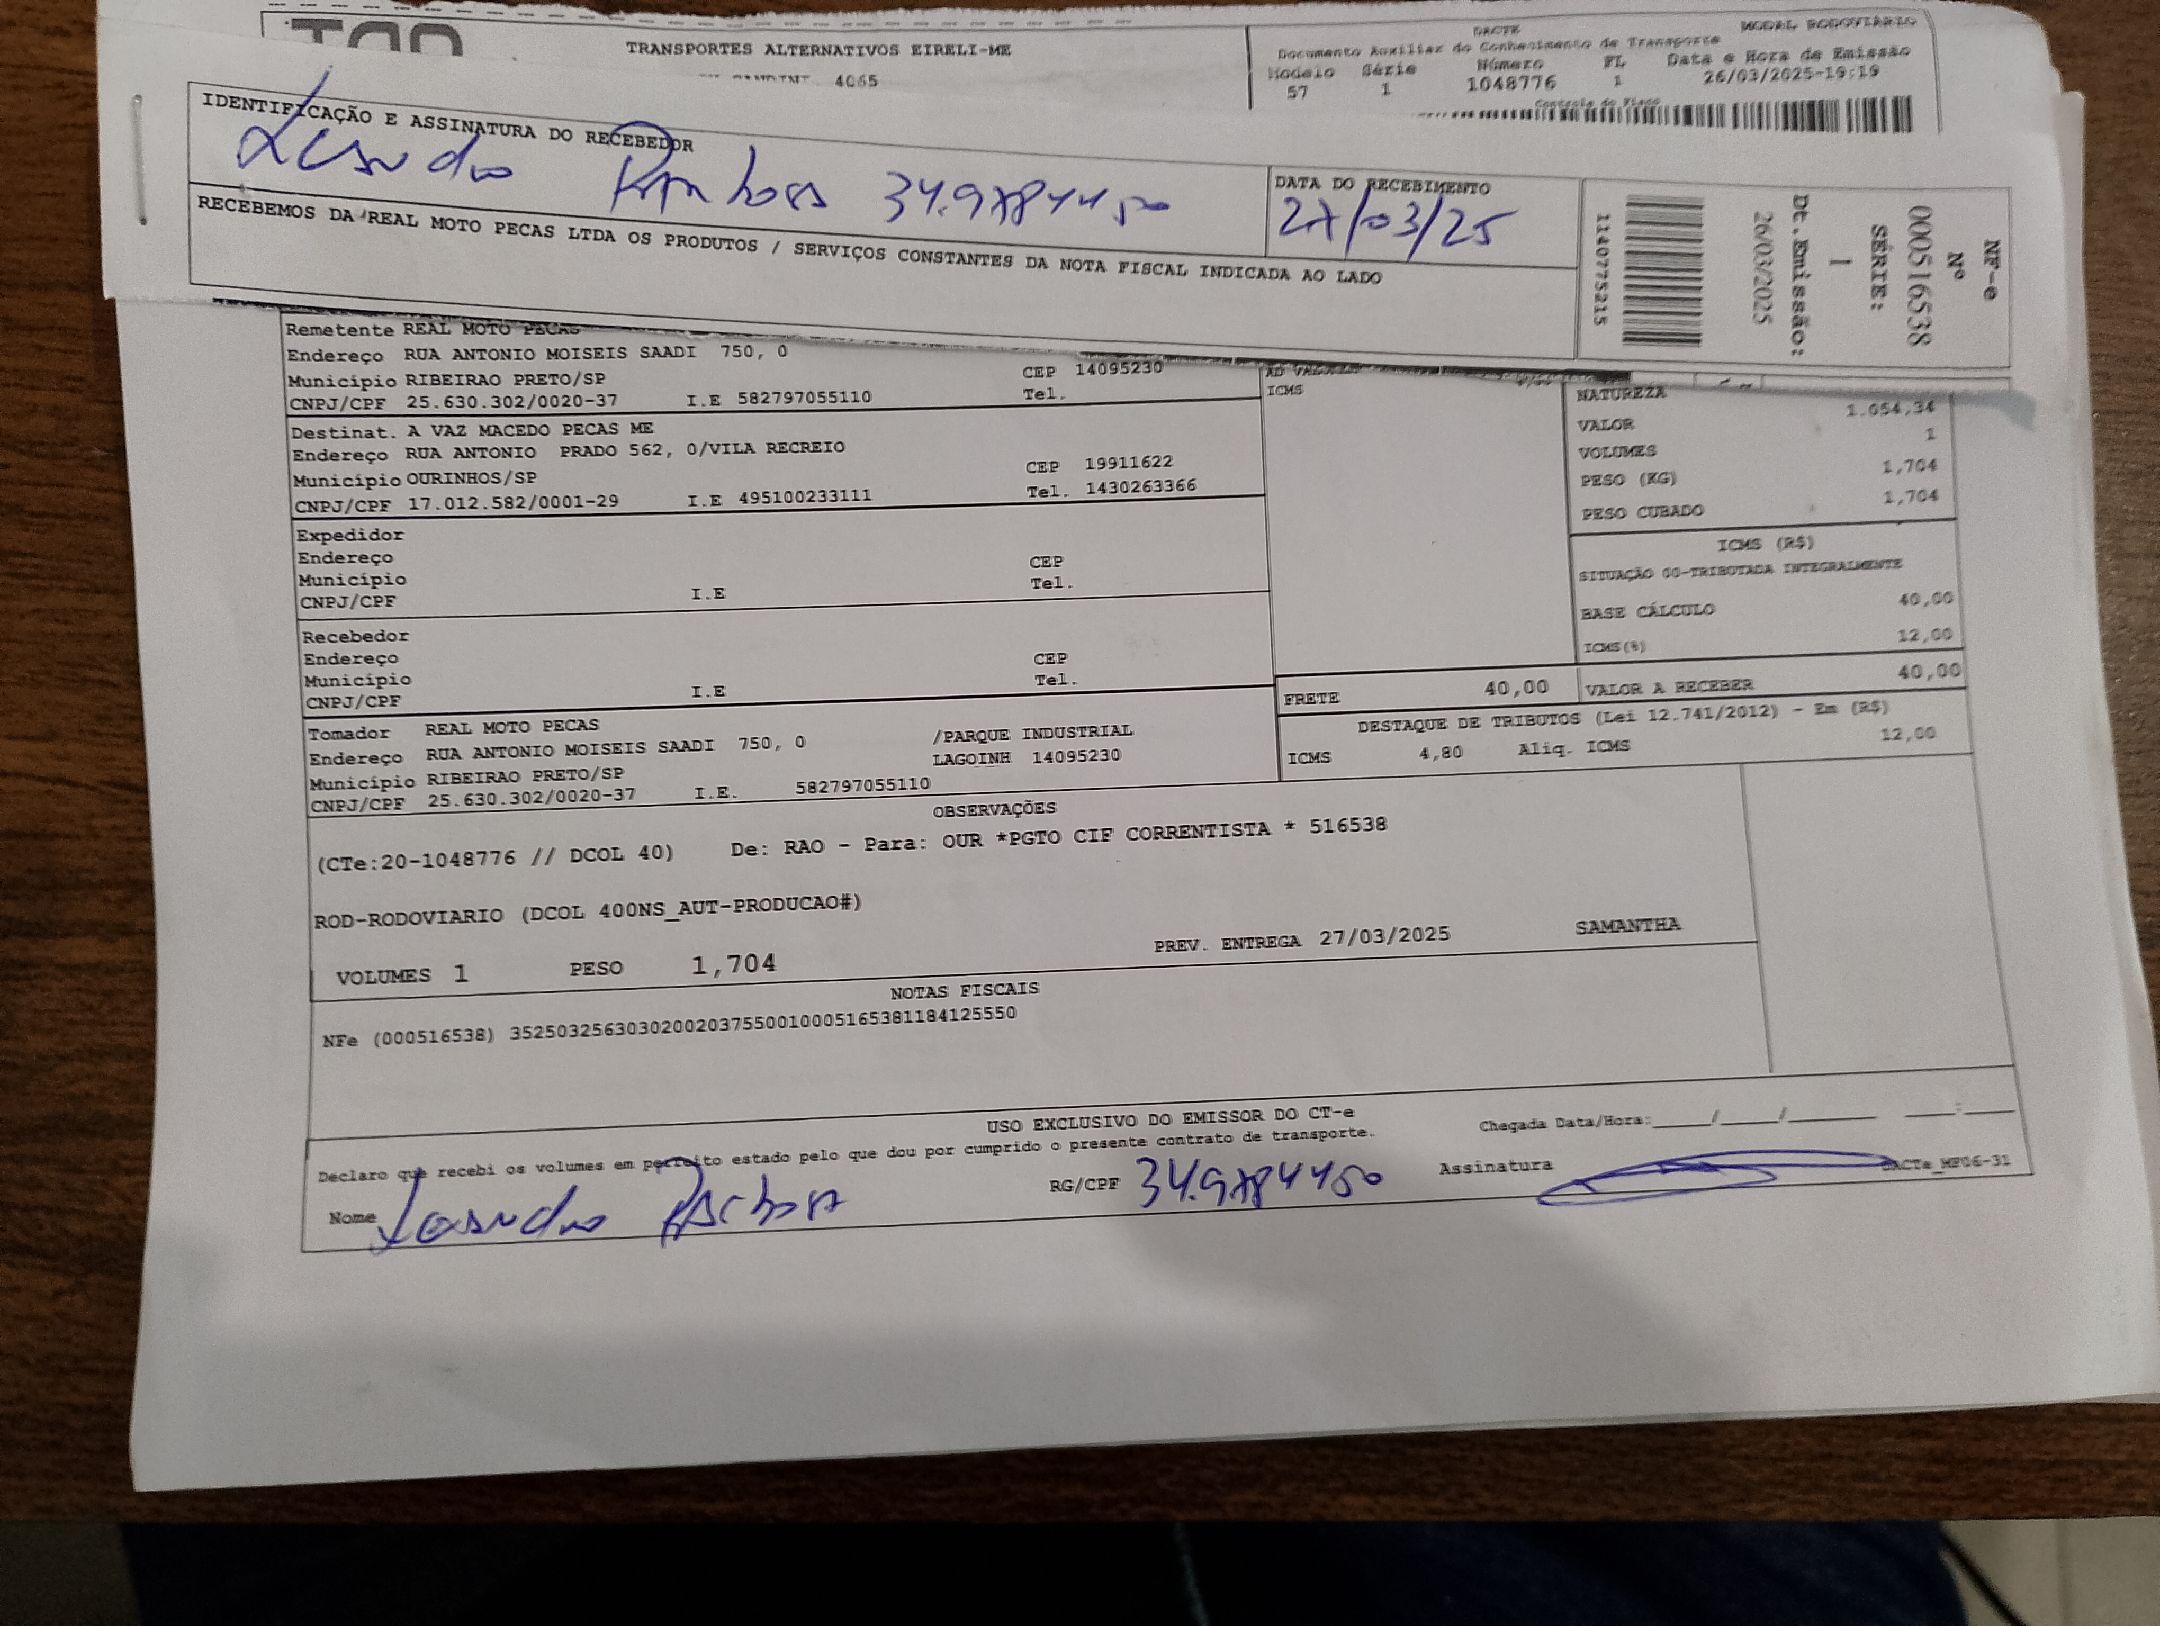 TRANSPORTES ALTERNATIVOS EIRELI-ME
4065
DACTE MODAL RODOVIÁRIO
Documento Auxiliar do Conhecimento de Transporte
Modelo Série Número FL Data e Hora de Emissão
57 1 1048776 1 26/03/2025-19:19
Controle do Fisco
IDENTIFICAÇÃO E ASSINATURA DO RECEBEDOR
DATA DO RECEBIMENTO
27/03/25
RECEBEMOS DA REAL MOTO PECAS LTDA OS PRODUTOS / SERVIÇOS CONSTANTES DA NOTA FISCAL INDICADA AO LADO
NF-e
Nº
000516538
SÉRIE:
1
Dt.Emissão:
26/03/2025
1140775215
Remetente REAL MOTO PECAS
Endereço RUA ANTONIO MOISEIS SAADI 750, 0
Município RIBEIRAO PRETO/SP CEP 14095230
CNPJ/CPF 25.630.302/0020-37 I.E 582797055110 Tel.
Destinat. A VAZ MACEDO PECAS ME
Endereço RUA ANTONIO PRADO 562, 0/VILA RECREIO
Município OURINHOS/SP CEP 19911622
CNPJ/CPF 17.012.582/0001-29 I.E 495100233111 Tel. 1430263366
Expedidor
Endereço
Município CEP
CNPJ/CPF I.E Tel.
Recebedor
Endereço
Município CEP
CNPJ/CPF I.E Tel.
Tomador REAL MOTO PECAS
Endereço RUA ANTONIO MOISEIS SAADI 750, 0 /PARQUE INDUSTRIAL
Município RIBEIRAO PRETO/SP LAGOINH 14095230
CNPJ/CPF 25.630.302/0020-37 I.E. 582797055110
ICMS
NATUREZA
VALOR 1.054,34
VOLUMES 1
PESO (KG) 1,704
PESO CUBADO 1,704
ICMS (R$)
SITUAÇÃO 00-TRIBUTADA INTEGRALMENTE
BASE CÁLCULO 40,00
ICMS(%) 12,00
FRETE 40,00 VALOR A RECEBER 40,00
DESTAQUE DE TRIBUTOS (Lei 12.741/2012) - Em (R$)
ICMS 4,80 Aliq. ICMS 12,00
OBSERVAÇÕES
(CTe:20-1048776 // DCOL 40) De: RAO - Para: OUR *PGTO CIF CORRENTISTA * 516538
ROD-RODOVIARIO (DCOL 400NS_AUT-PRODUCAO#)
VOLUMES 1 PESO 1,704 PREV. ENTREGA 27/03/2025 SAMANTHA
NOTAS FISCAIS
NFe (000516538) 35250325630302002037550010005165381184125550
USO EXCLUSIVO DO EMISSOR DO CT-e
Declaro que recebi os volumes em perfeito estado pelo que dou por cumprido o presente contrato de transporte.
Chegada Data/Hora:_____/_____/________ ____:____
Nome RG/CPF Assinatura
DACTe_MF06-31